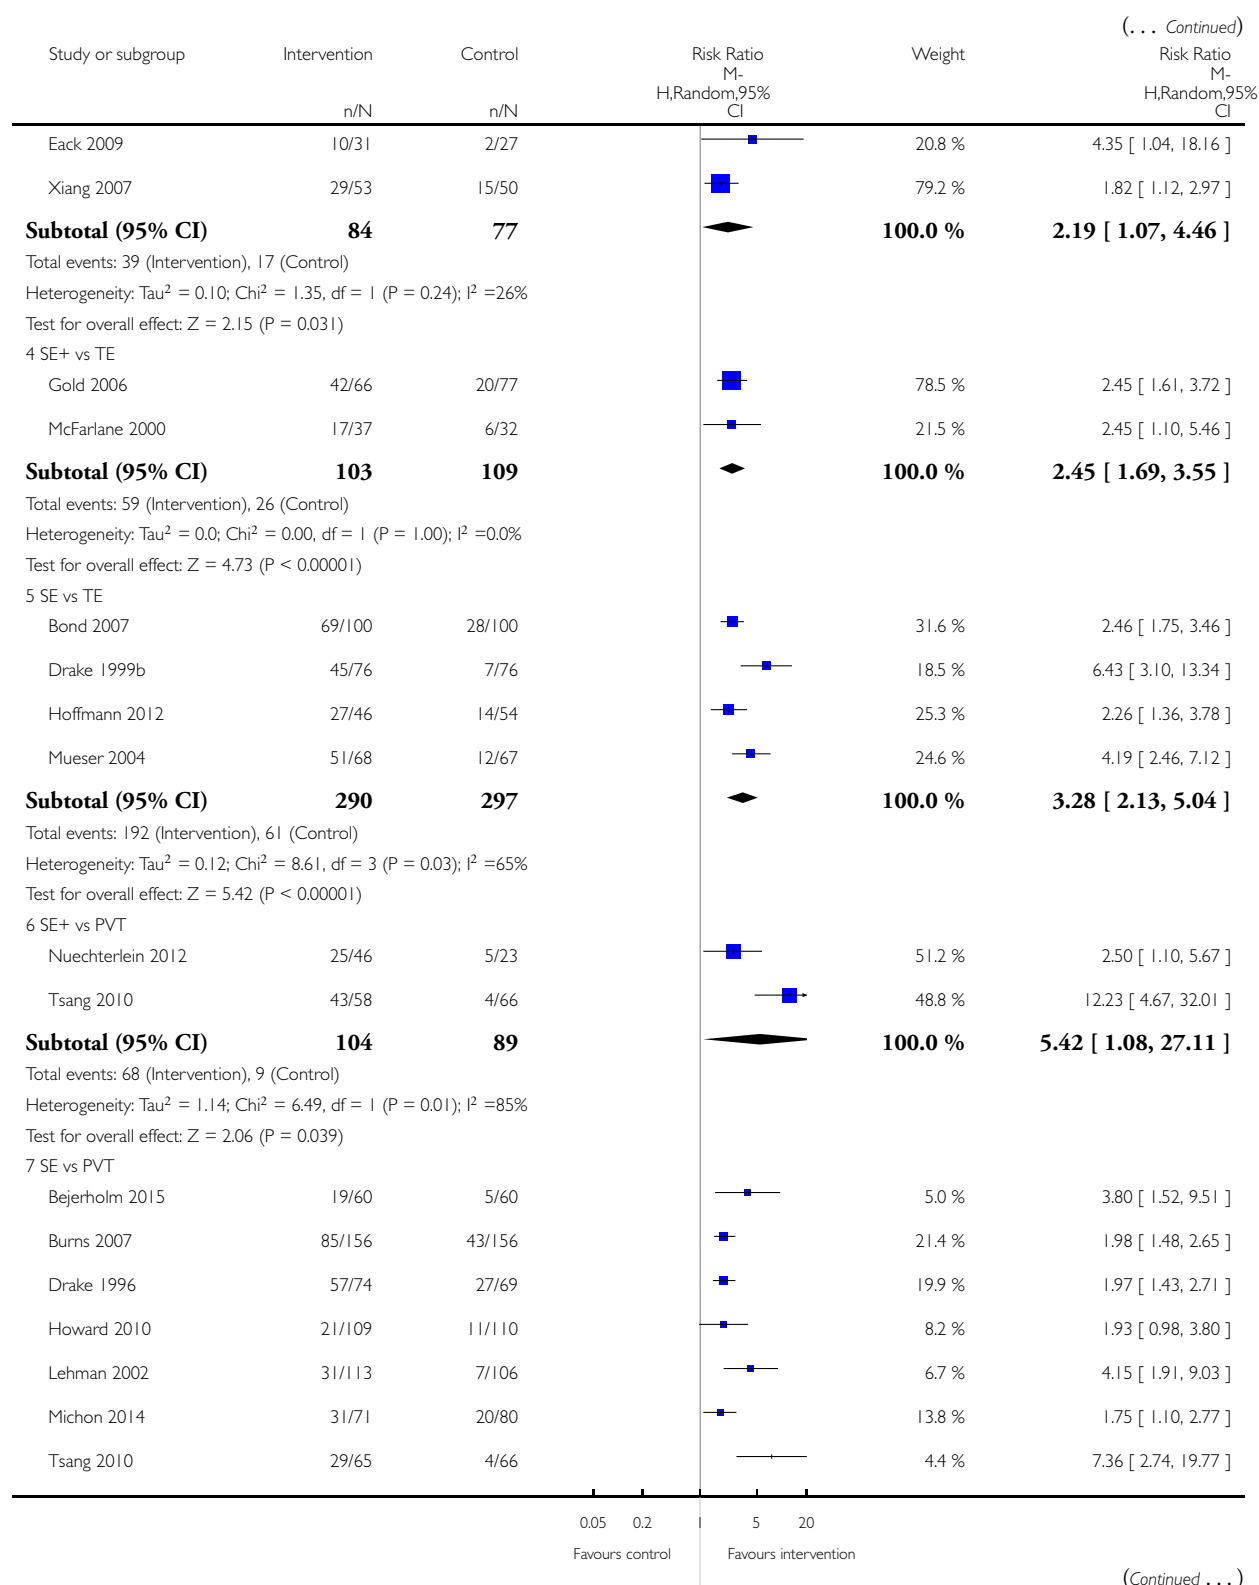 (... Continued)
Study or subgroup Intervention Control Risk Ratio Weight Risk Ratio
M- M-
H,Random,95% H,Random,95%
n/N n/N CI CI
Eack 2009 10/31 2/27 20.8 % 4.35 [ 1.04, 18.16 ]
Xiang 2007 29/53 15/50 79.2 % 1.82 [ 1.12, 2.97 ]
Subtotal (95% CI) 84 77 100.0 % 2.19 [ 1.07, 4.46 ]
Total events: 39 (Intervention), 17 (Control)
Heterogeneity: Tau² = 0.10; Chi² = 1.35, df = 1 (P = 0.24); I² =26%
Test for overall effect: Z = 2.15 (P = 0.031)
4 SE+ vs TE
Gold 2006 42/66 20/77 78.5 % 2.45 [ 1.61, 3.72 ]
McFarlane 2000 17/37 6/32 21.5 % 2.45 [ 1.10, 5.46 ]
Subtotal (95% CI) 103 109 100.0 % 2.45 [ 1.69, 3.55 ]
Total events: 59 (Intervention), 26 (Control)
Heterogeneity: Tau² = 0.0; Chi² = 0.00, df = 1 (P = 1.00); I² =0.0%
Test for overall effect: Z = 4.73 (P < 0.00001)
5 SE vs TE
Bond 2007 69/100 28/100 31.6 % 2.46 [ 1.75, 3.46 ]
Drake 1999b 45/76 7/76 18.5 % 6.43 [ 3.10, 13.34 ]
Hoffmann 2012 27/46 14/54 25.3 % 2.26 [ 1.36, 3.78 ]
Mueser 2004 51/68 12/67 24.6 % 4.19 [ 2.46, 7.12 ]
Subtotal (95% CI) 290 297 100.0 % 3.28 [ 2.13, 5.04 ]
Total events: 192 (Intervention), 61 (Control)
Heterogeneity: Tau² = 0.12; Chi² = 8.61, df = 3 (P = 0.03); I² =65%
Test for overall effect: Z = 5.42 (P < 0.00001)
6 SE+ vs PVT
Nuechterlein 2012 25/46 5/23 51.2 % 2.50 [ 1.10, 5.67 ]
Tsang 2010 43/58 4/66 48.8 % 12.23 [ 4.67, 32.01 ]
Subtotal (95% CI) 104 89 100.0 % 5.42 [ 1.08, 27.11 ]
Total events: 68 (Intervention), 9 (Control)
Heterogeneity: Tau² = 1.14; Chi² = 6.49, df = 1 (P = 0.01); I² =85%
Test for overall effect: Z = 2.06 (P = 0.039)
7 SE vs PVT
Bejerholm 2015 19/60 5/60 5.0 % 3.80 [ 1.52, 9.51 ]
Burns 2007 85/156 43/156 21.4 % 1.98 [ 1.48, 2.65 ]
Drake 1996 57/74 27/69 19.9 % 1.97 [ 1.43, 2.71 ]
Howard 2010 21/109 11/110 8.2 % 1.93 [ 0.98, 3.80 ]
Lehman 2002 31/113 7/106 6.7 % 4.15 [ 1.91, 9.03 ]
Michon 2014 31/71 20/80 13.8 % 1.75 [ 1.10, 2.77 ]
Tsang 2010 29/65 4/66 4.4 % 7.36 [ 2.74, 19.77 ]
0.05 0.2 1 5 20
Favours control Favours intervention
(Continued ...)